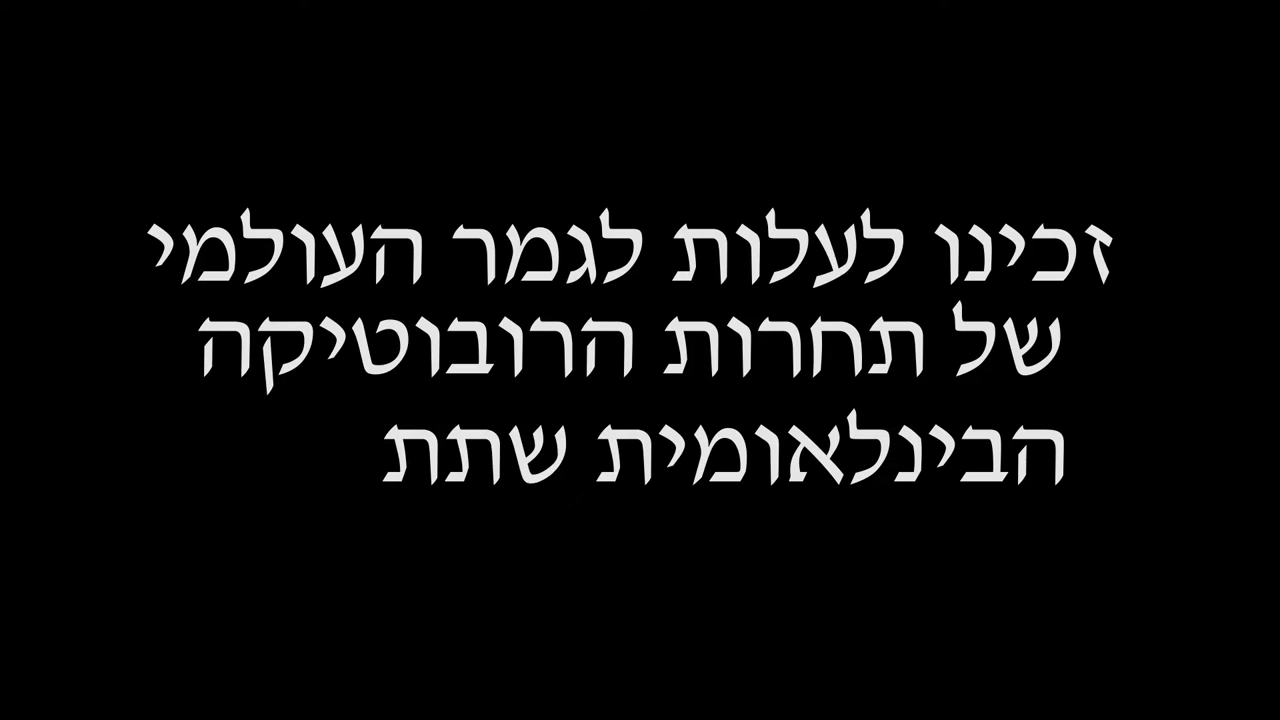 זכינו לעלות לגמר העולמי
של תחרות הרובוטיקה
הבינלאומית שתת